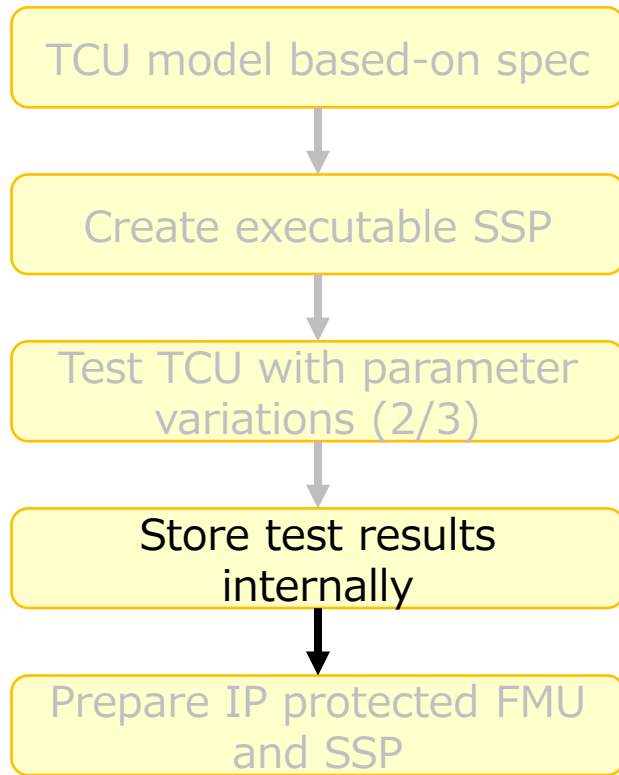 TCU model based-on spec
Create executable SSP
Test TCU with parameter
variations (2/3)
Store test results
internally
Prepare IP protected FMU
and SSP